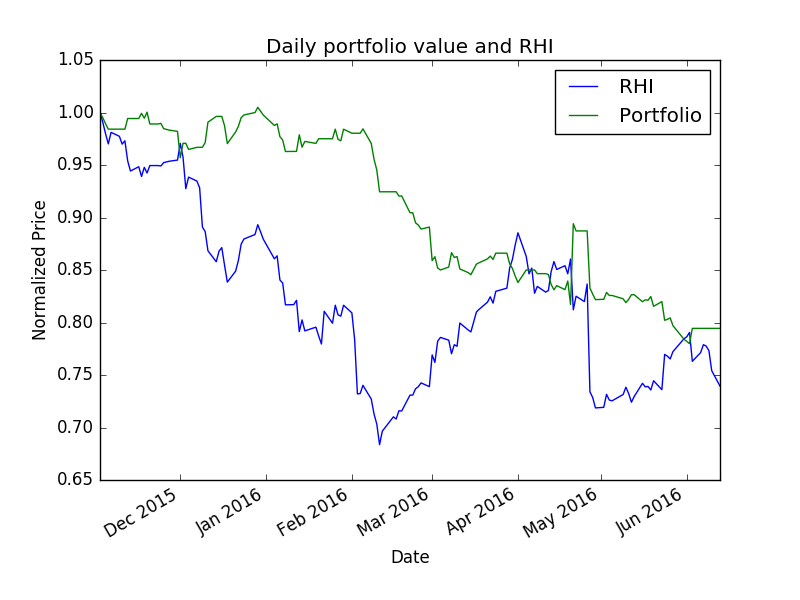 Daily portfolio value and RHI
RHI
Portfolio
1.05
1.00
0.95
0.90
0.85
0.80
0.75
0.70
0.65
Normalized Price
Dec 2015
Jan 2016
Feb 2016
Mar 2016
Apr 2016
May 2016
Jun 2016
Date